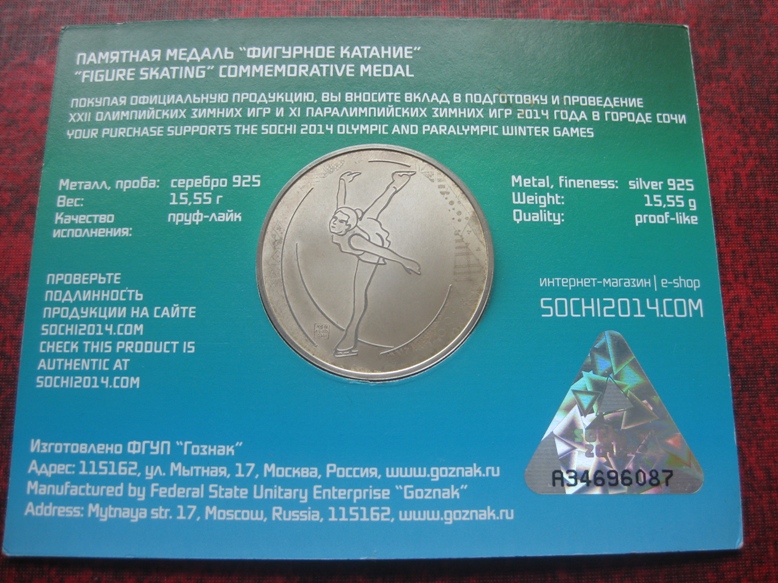 ПАМЯТНАЯ МЕДАЛЬ "ФИГУРНОЕ КАТАНИЕ"
"FIGURE SKATING" COMMEMORATIVE MEDAL
ПОКУПАЯ ОФИЦИАЛЬНУЮ ПРОДУКЦИЮ, ВЫ ВНОСИТЕ ВКЛАД В ПОДГОТОВКУ И ПРОВЕДЕНИЕ
XXII ОЛИМПИЙСКИХ ЗИМНИХ ИГР И XI ПАРАЛИМПИЙСКИХ ЗИМНИХ ИГР 2014 ГОДА В ГОРОДЕ СОЧИ
YOUR PURCHASE SUPPORTS THE SOCHI 2014 OLYMPIC AND PARALYMPIC WINTER GAMES
Металл, проба: серебро 925
Вес: 15,55 г
Качество пруф-лайк
исполнения:
Metal, fineness: silver 925
Weight: 15,55 g
Quality: proof-like
ПРОВЕРЬТЕ
ПОДЛИННОСТЬ
ПРОДУКЦИИ НА САЙТЕ
SOCHI2014.COM
CHECK THIS PRODUCT IS
AUTHENTIC AT
SOCHI2014.COM
интернет-магазин | e-shop
SOCHI2014.COM
A34696087
Изготовлено ФГУП "Гознак"
Адрес: 115162, ул. Мытная, 17, Москва, Россия, www.goznak.ru
Manufactured by Federal State Unitary Enterprise "Goznak"
Address: Mytnaya str. 17, Moscow, Russia, 115162, www.goznak.ru